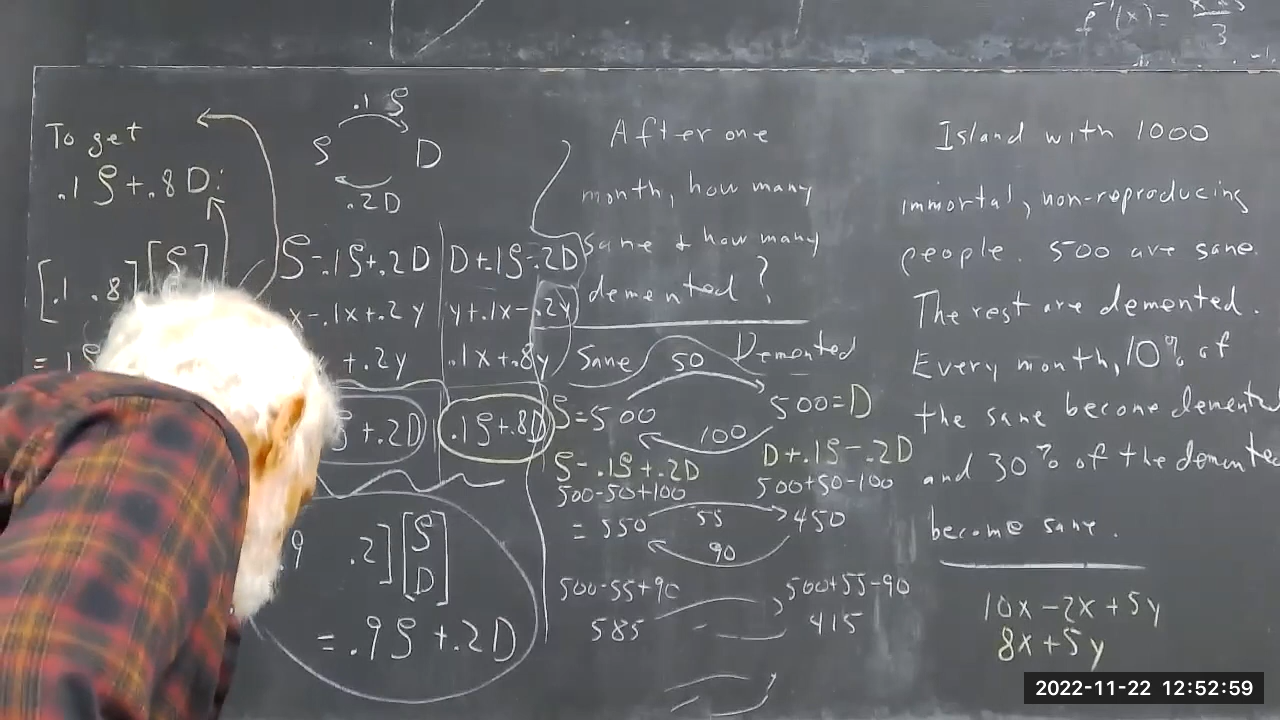 f⁻¹(x) =
3
To get
.1S+.8D:
[.1 .8][S
.1S
S D
.2D
S-.1S+.2D
D+.1S-.2D
x-.1x+.2y
y+.1x-.2y
+.2y
.1x+.8y
S+.2D
.1S+.8D
.9 .2][S
D]
=.9S+.2D
After one
month, how many
sane + how many
demented?
Sane 50 Demented
S=500
500=D
100
S-.1S+.2D
D+.1S-.2D
500-50+100
500+50-100
=550 55 450
90
500-55+90
500+55-90
585
415
Island with 1000
immortal, non-reproducing
people. 500 are sane.
The rest are demented.
Every month, 10% of
the sane become demented
and 30% of the demented
become sane.
10x-2x+5y
8x+5y
2022-11-22 12:52:59